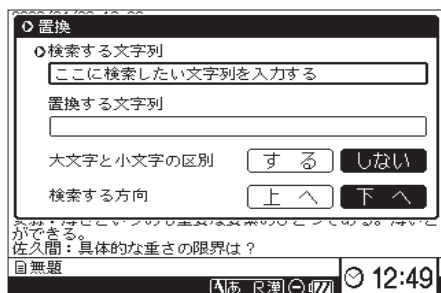 置換
検索する文字列
ここに検索したい文字列を入力する
置換する文字列
大文字と小文字の区別 する しない
検索する方向 上へ 下へ
ができる。
佐久間：具体的な重さの限界は？
無題
あ R漢 12:49